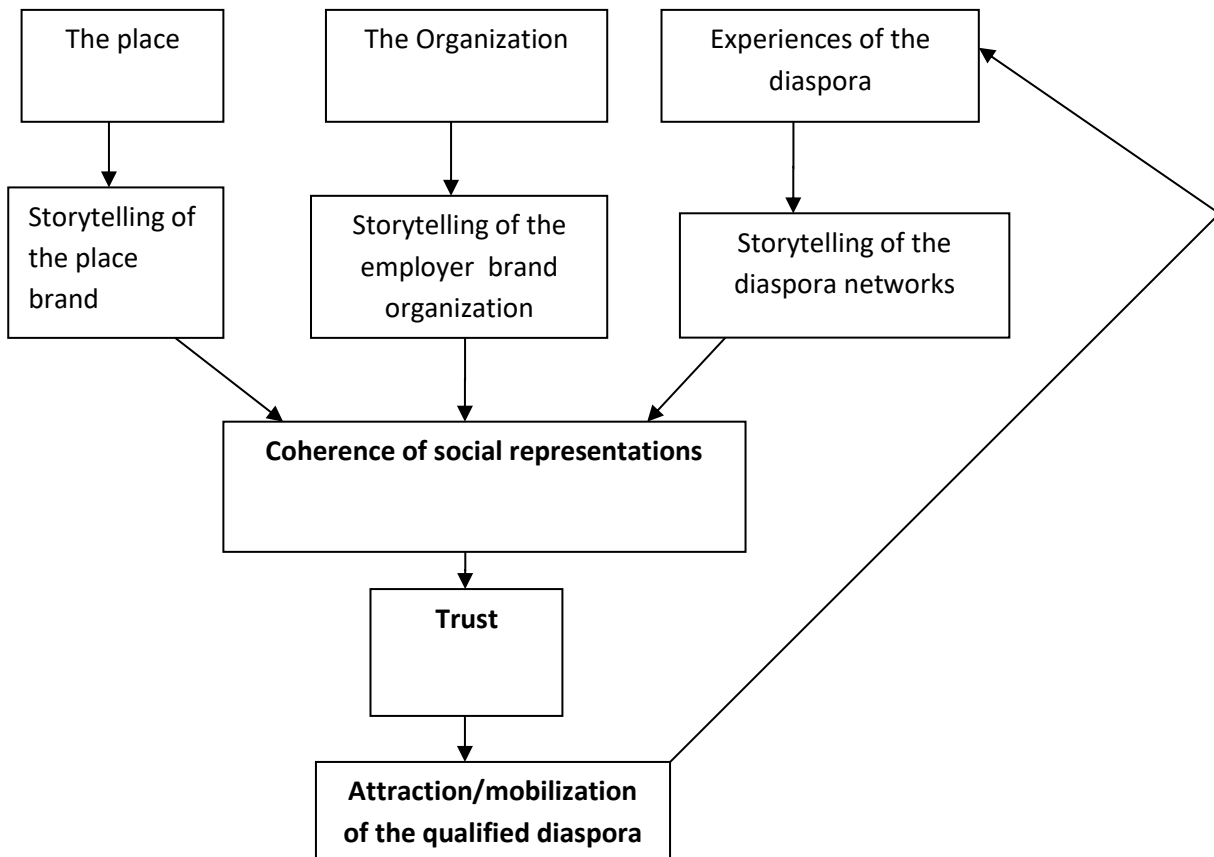 The place
The Organization
Experiences of the
diaspora
Storytelling of
the place
brand
Storytelling of the
employer  brand
organization
Storytelling of the
diaspora networks
Coherence of social representations
Trust
Attraction/mobilization
of the qualified diaspora